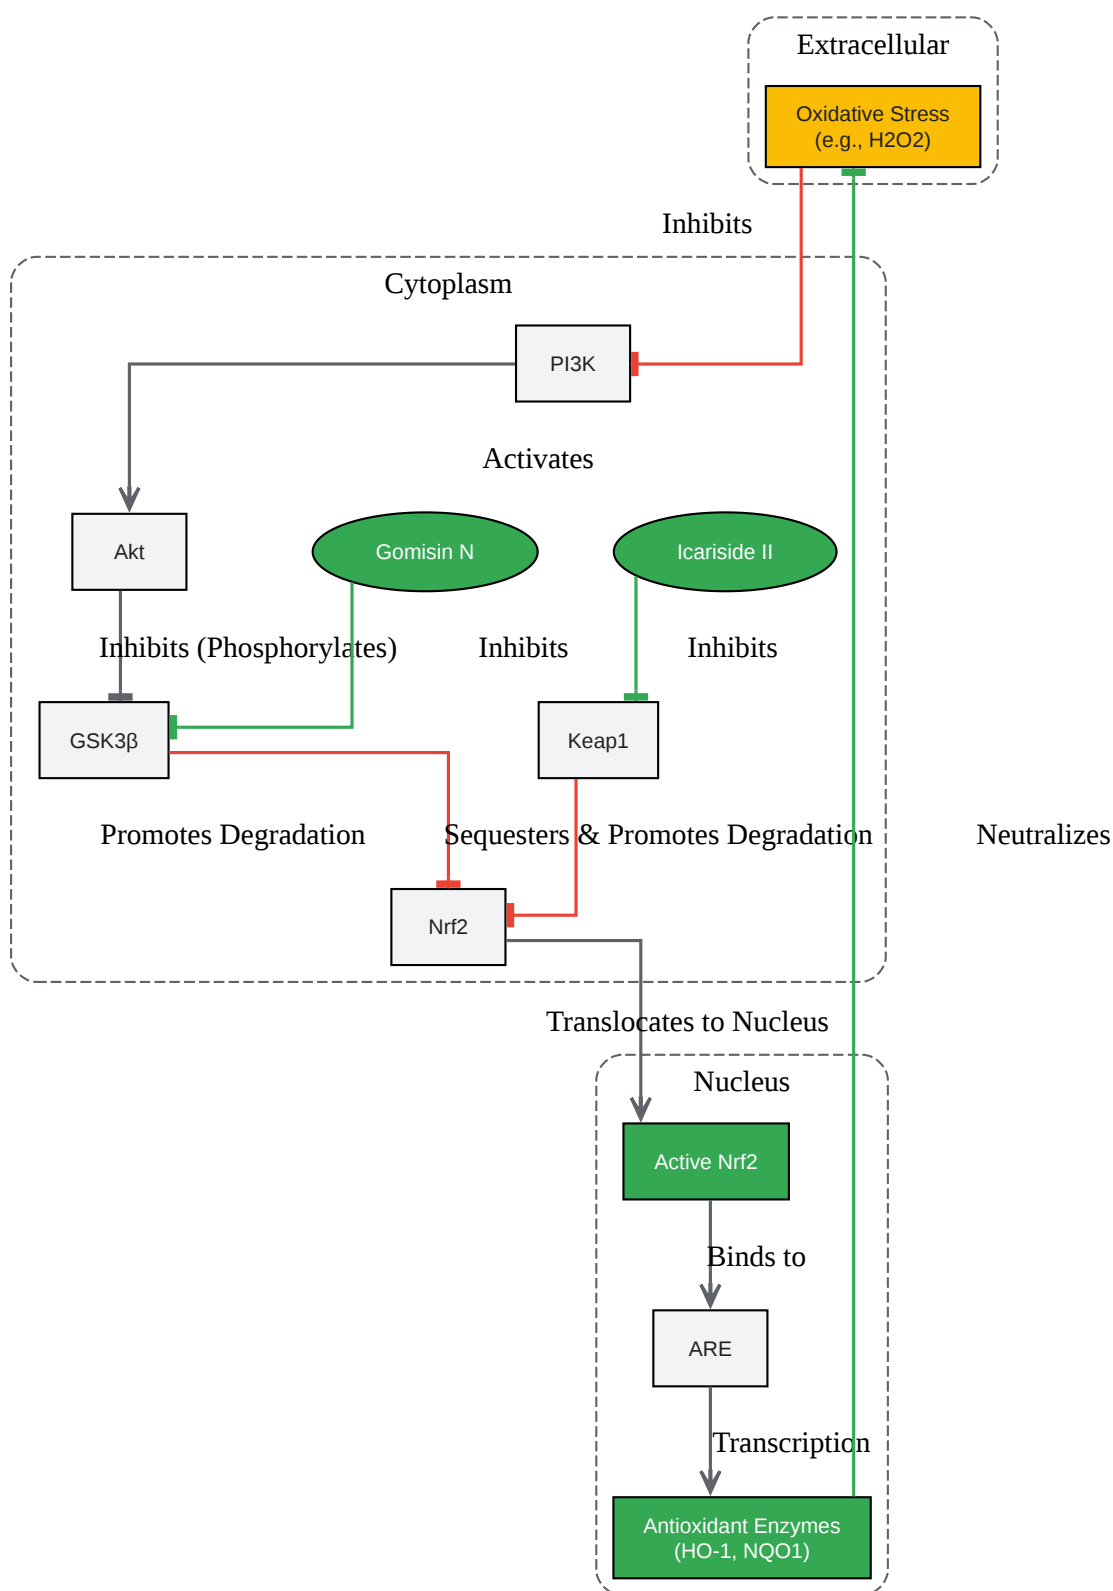 Extracellular
Oxidative Stress
(e.g., H2O2)
Inhibits
Cytoplasm
PI3K
Activates
Akt
Gomisin N
Icariside II
Inhibits (Phosphorylates)
Inhibits
Inhibits
GSK3β
Keap1
Promotes Degradation
Sequesters & Promotes Degradation
Neutralizes
Nrf2
Translocates to Nucleus
Nucleus
Active Nrf2
Binds to
ARE
Transcription
Antioxidant Enzymes
(HO-1, NQO1)